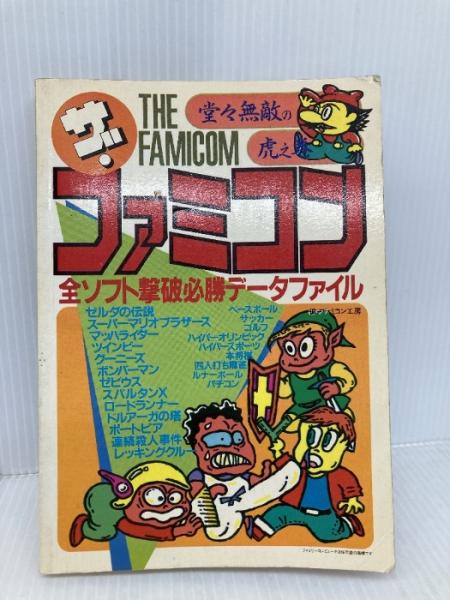 ザ・
THE
FAMICOM
堂々無敵の
虎之巻
ファミコン
全ソフト撃破必勝データファイル
ゼルダの伝説
スーパーマリオブラザース
マッハライダー
ツインビー
グーニーズ
ボンバーマン
ゼビウス
スパルタンX
ロードランナー
ドルアーガの塔
ポートピア
連続殺人事件
レッキングクルー
ベースボール
サッカー
ゴルフ
ハイパーオリンピック
ハイパースポーツ
本将棋
四人打ち麻雀
ルナーボール
パチコン